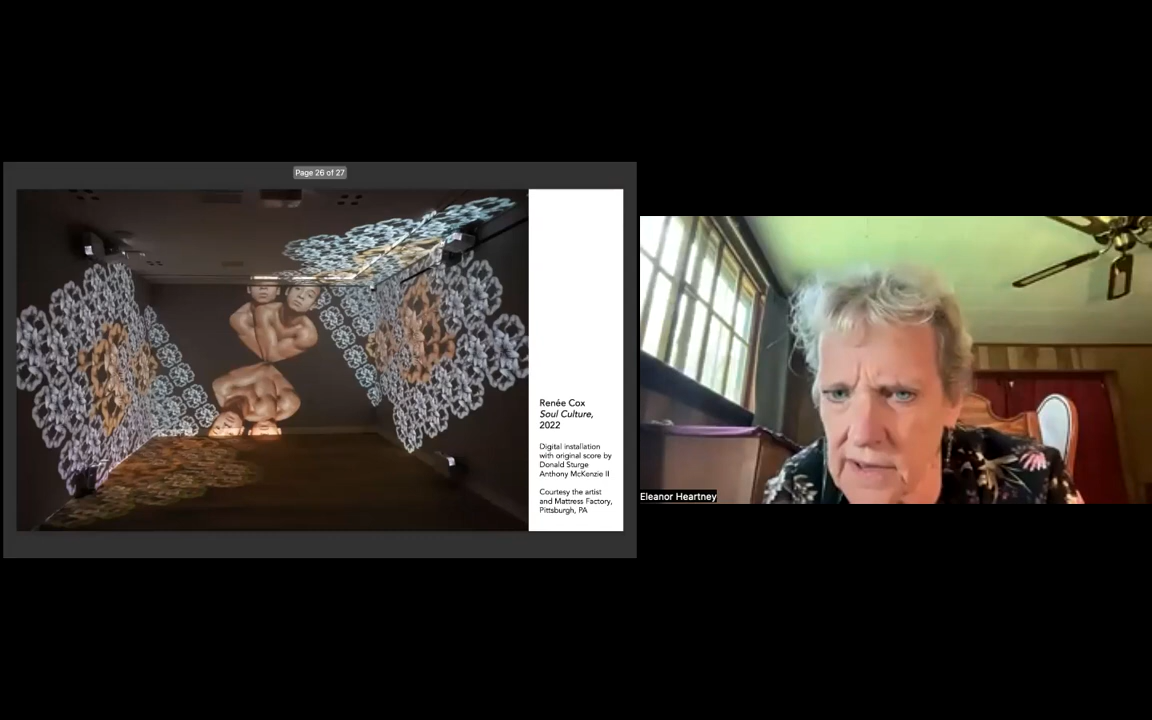 Page 26 of 27
Renée Cox
Soul Culture,
2022
Digital installation
with original score by
Donald Sturge
Anthony McKenzie II
Courtesy the artist
and Mattress Factory,
Pittsburgh, PA
Eleanor Heartney